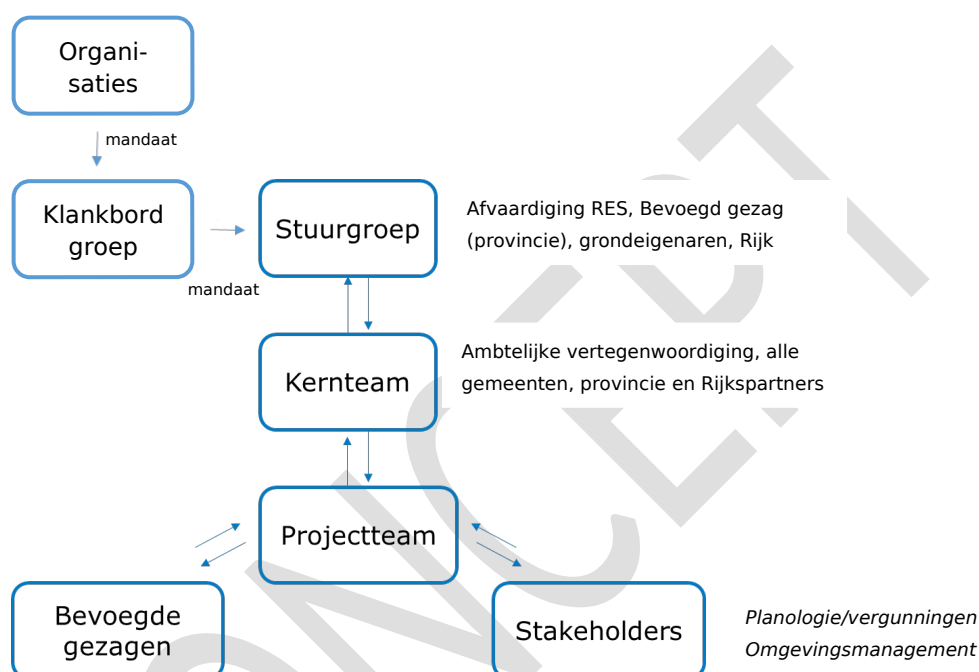 Organi-
saties
mandaat
Klankbord
groep
Stuurgroep
Afvaardiging RES, Bevoegd gezag
(provincie), grondeigenaren, Rijk
mandaat
Kernteam
Ambtelijke vertegenwoordiging, alle
gemeenten, provincie en Rijkspartners
Projectteam
Bevoegde
gezagen
Stakeholders
Planologie/vergunningen
Omgevingsmanagement
CONCEPT